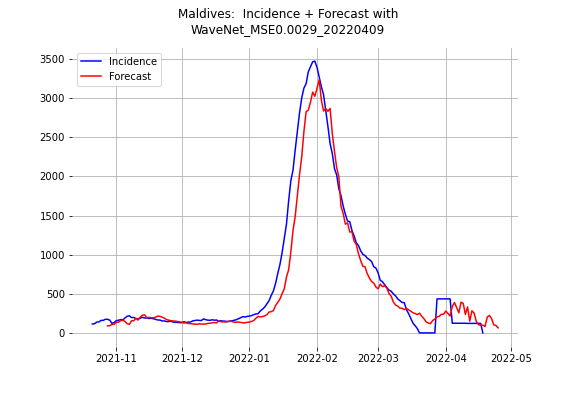 Maldives:  Incidence + Forecast with
WaveNet_MSE0.0029_20220409
Incidence
Forecast
3500
3000
2500
2000
1500
1000
500
0
2021-11 2021-12 2022-01 2022-02 2022-03 2022-04 2022-05